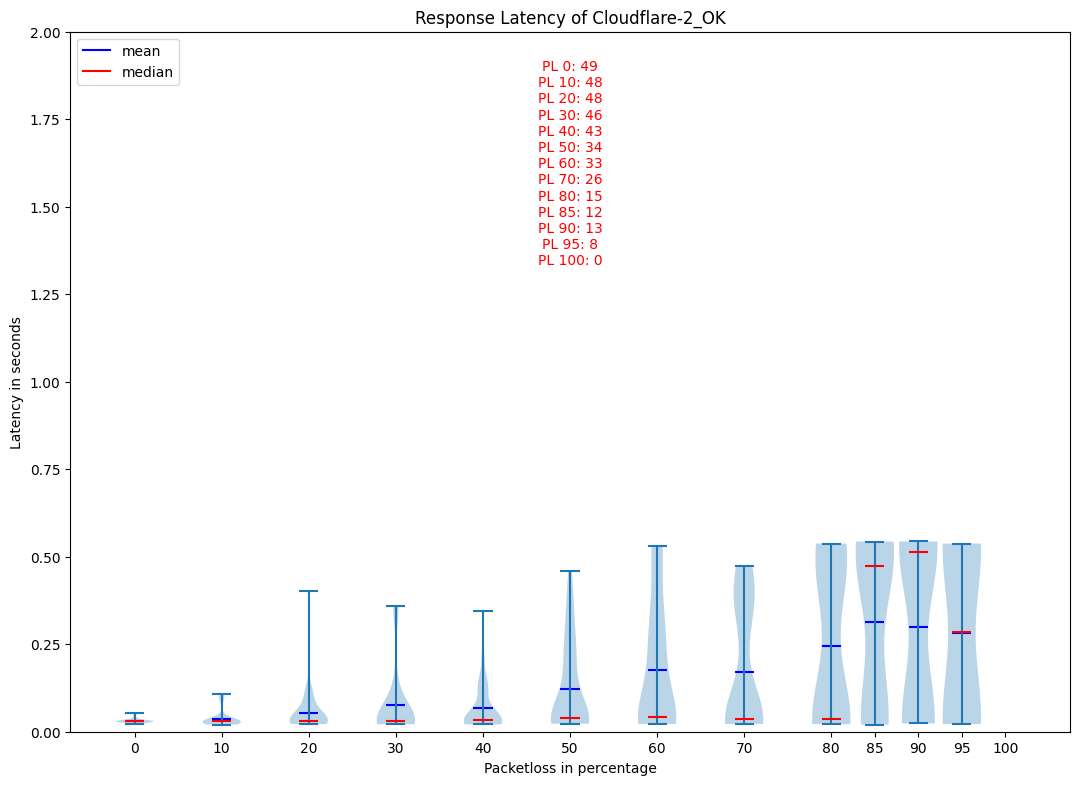 Response Latency of Cloudflare-2_OK
mean
median
PL 0: 49
PL 10: 48
PL 20: 48
PL 30: 46
PL 40: 43
PL 50: 34
PL 60: 33
PL 70: 26
PL 80: 15
PL 85: 12
PL 90: 13
PL 95: 8
PL 100: 0
Latency in seconds
2.00
1.75
1.50
1.25
1.00
0.75
0.50
0.25
0.00
0 10 20 30 40 50 60 70 80 85 90 95 100
Packetloss in percentage